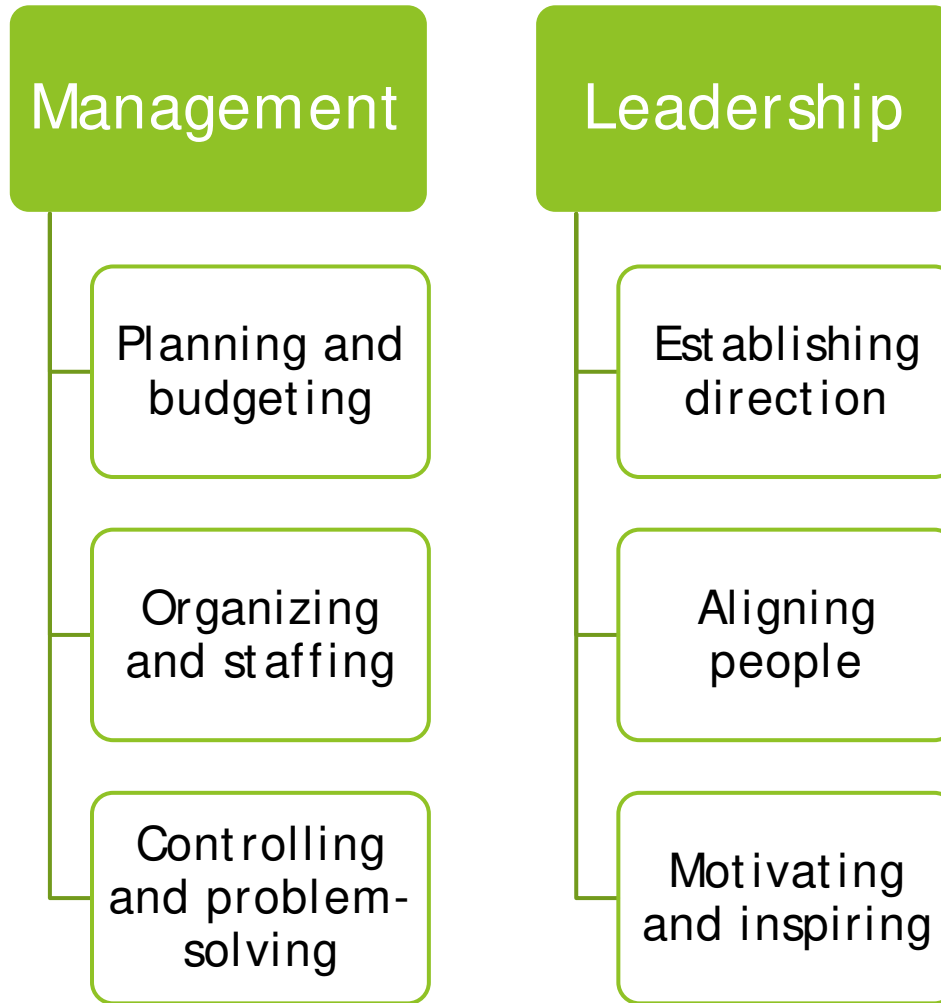 Management
Planning and
budgeting
Organizing
and staffing
Controlling
and problem-
solving
Leadership
Establishing
direction
Aligning
people
Motivating
and inspiring